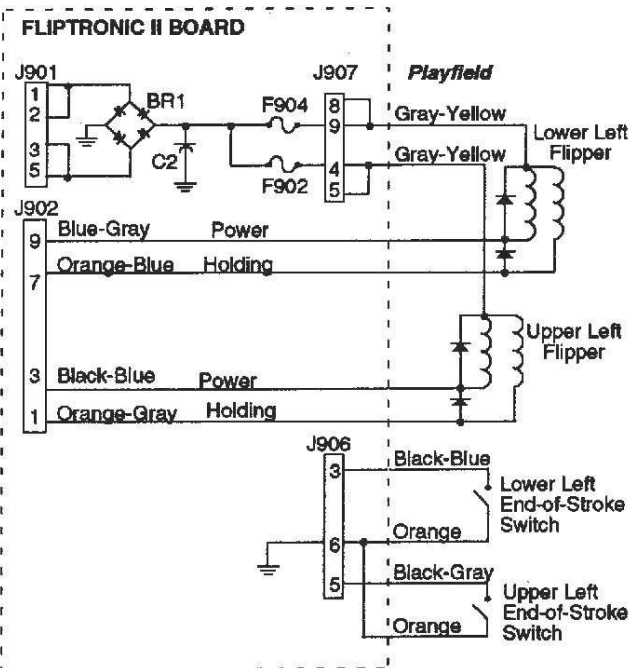 FLIPTRONIC II BOARD
J901
J907
Playfield
1
2
3
5
BR1
C2
F904
F902
8
9
4
5
Gray-Yellow
Gray-Yellow
Lower Left
Flipper
J902
9
Blue-Gray Power
7
Orange-Blue Holding
Upper Left
Flipper
3
Black-Blue Power
1
Orange-Gray Holding
J906
3
Black-Blue
Lower Left
End-of-Stroke
Switch
6
Orange
5
Black-Gray
Upper Left
End-of-Stroke
Switch
Orange